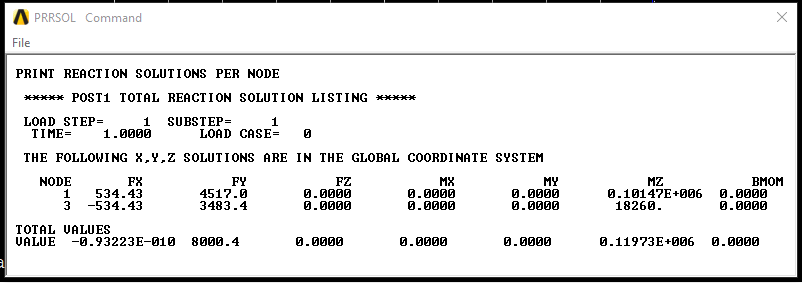 PRRSOL Command
File
PRINT REACTION SOLUTIONS PER NODE
***** POST1 TOTAL REACTION SOLUTION LISTING *****
LOAD STEP= 1 SUBSTEP= 1
TIME= 1.0000 LOAD CASE= 0
THE FOLLOWING X,Y,Z SOLUTIONS ARE IN THE GLOBAL COORDINATE SYSTEM
NODE FX FY FZ MX MY MZ BMOM
1 534.43 4517.0 0.0000 0.0000 0.0000 0.10147E+006 0.0000
3 -534.43 3483.4 0.0000 0.0000 0.0000 18260. 0.0000
TOTAL VALUES
VALUE -0.93223E-010 8000.4 0.0000 0.0000 0.0000 0.11973E+006 0.0000